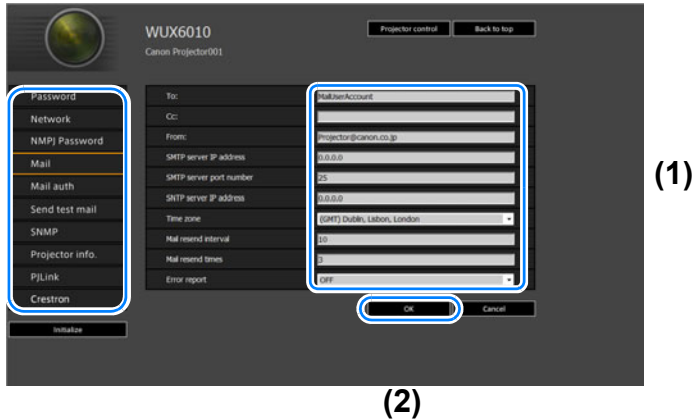 WUX6010
Canon Projector001
Projector control
Back to top
Password
Network
NMPJ Password
Mail
Mail auth
Send test mail
SNMP
Projector info.
PJLink
Crestron
Initialize
To: MailUserAccount
Cc:
From: Projector@canon.co.jp
SMTP server IP address 0.0.0.0
SMTP server port number 25
SNTP server IP address 0.0.0.0
Time zone (GMT) Dublin, Lisbon, London
Mail resend interval 10
Mail resend times
Error report OFF
OK
Cancel
(1)
(2)